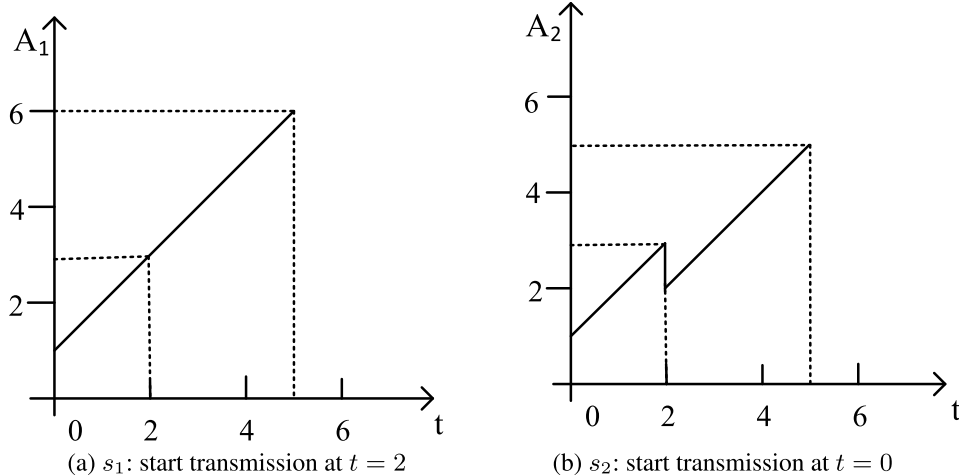 A₁
6
4
2
0 2 4 6 t
(a) s₁: start transmission at t = 2
A₂
6
4
2
0 2 4 6 t
(b) s₂: start transmission at t = 0